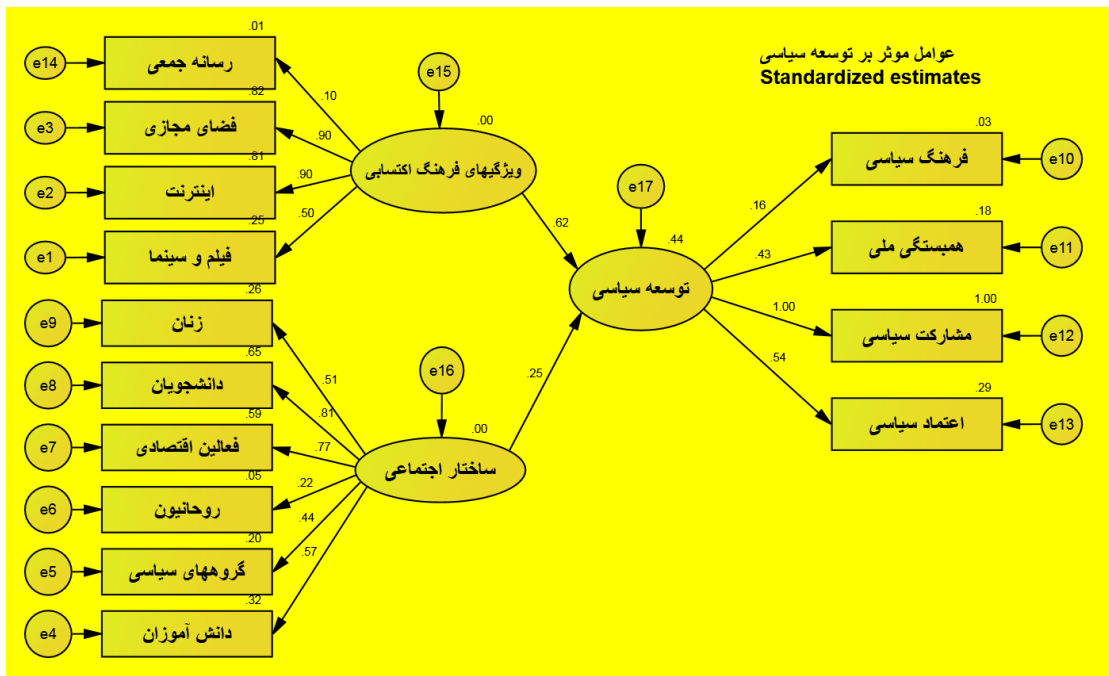 عوامل موثر بر توسعه سیاسی
Standardized estimates
.01
e14
رسانه جمعی
.10
e15
.00
ویژگیهای فرهنگ اکتسابی
.82
e3
فضای مجازی
.90
.81
e2
اینترنت
.90
.25
e1
فیلم و سینما
.50
.62
.26
e9
زنان
.51
.65
e8
دانشجویان
.81
.59
e7
فعالین اقتصادی
.77
.05
e6
روحانیون
.22
.20
e5
گروههای سیاسی
.44
.32
e4
دانش آموزان
.57
e16
.00
ساختار اجتماعی
.25
e17
.44
توسعه سیاسی
.03
فرهنگ سیاسی
e10
.16
.18
همبستگی ملی
e11
.43
1.00
مشارکت سیاسی
e12
1.00
.29
اعتماد سیاسی
e13
.54